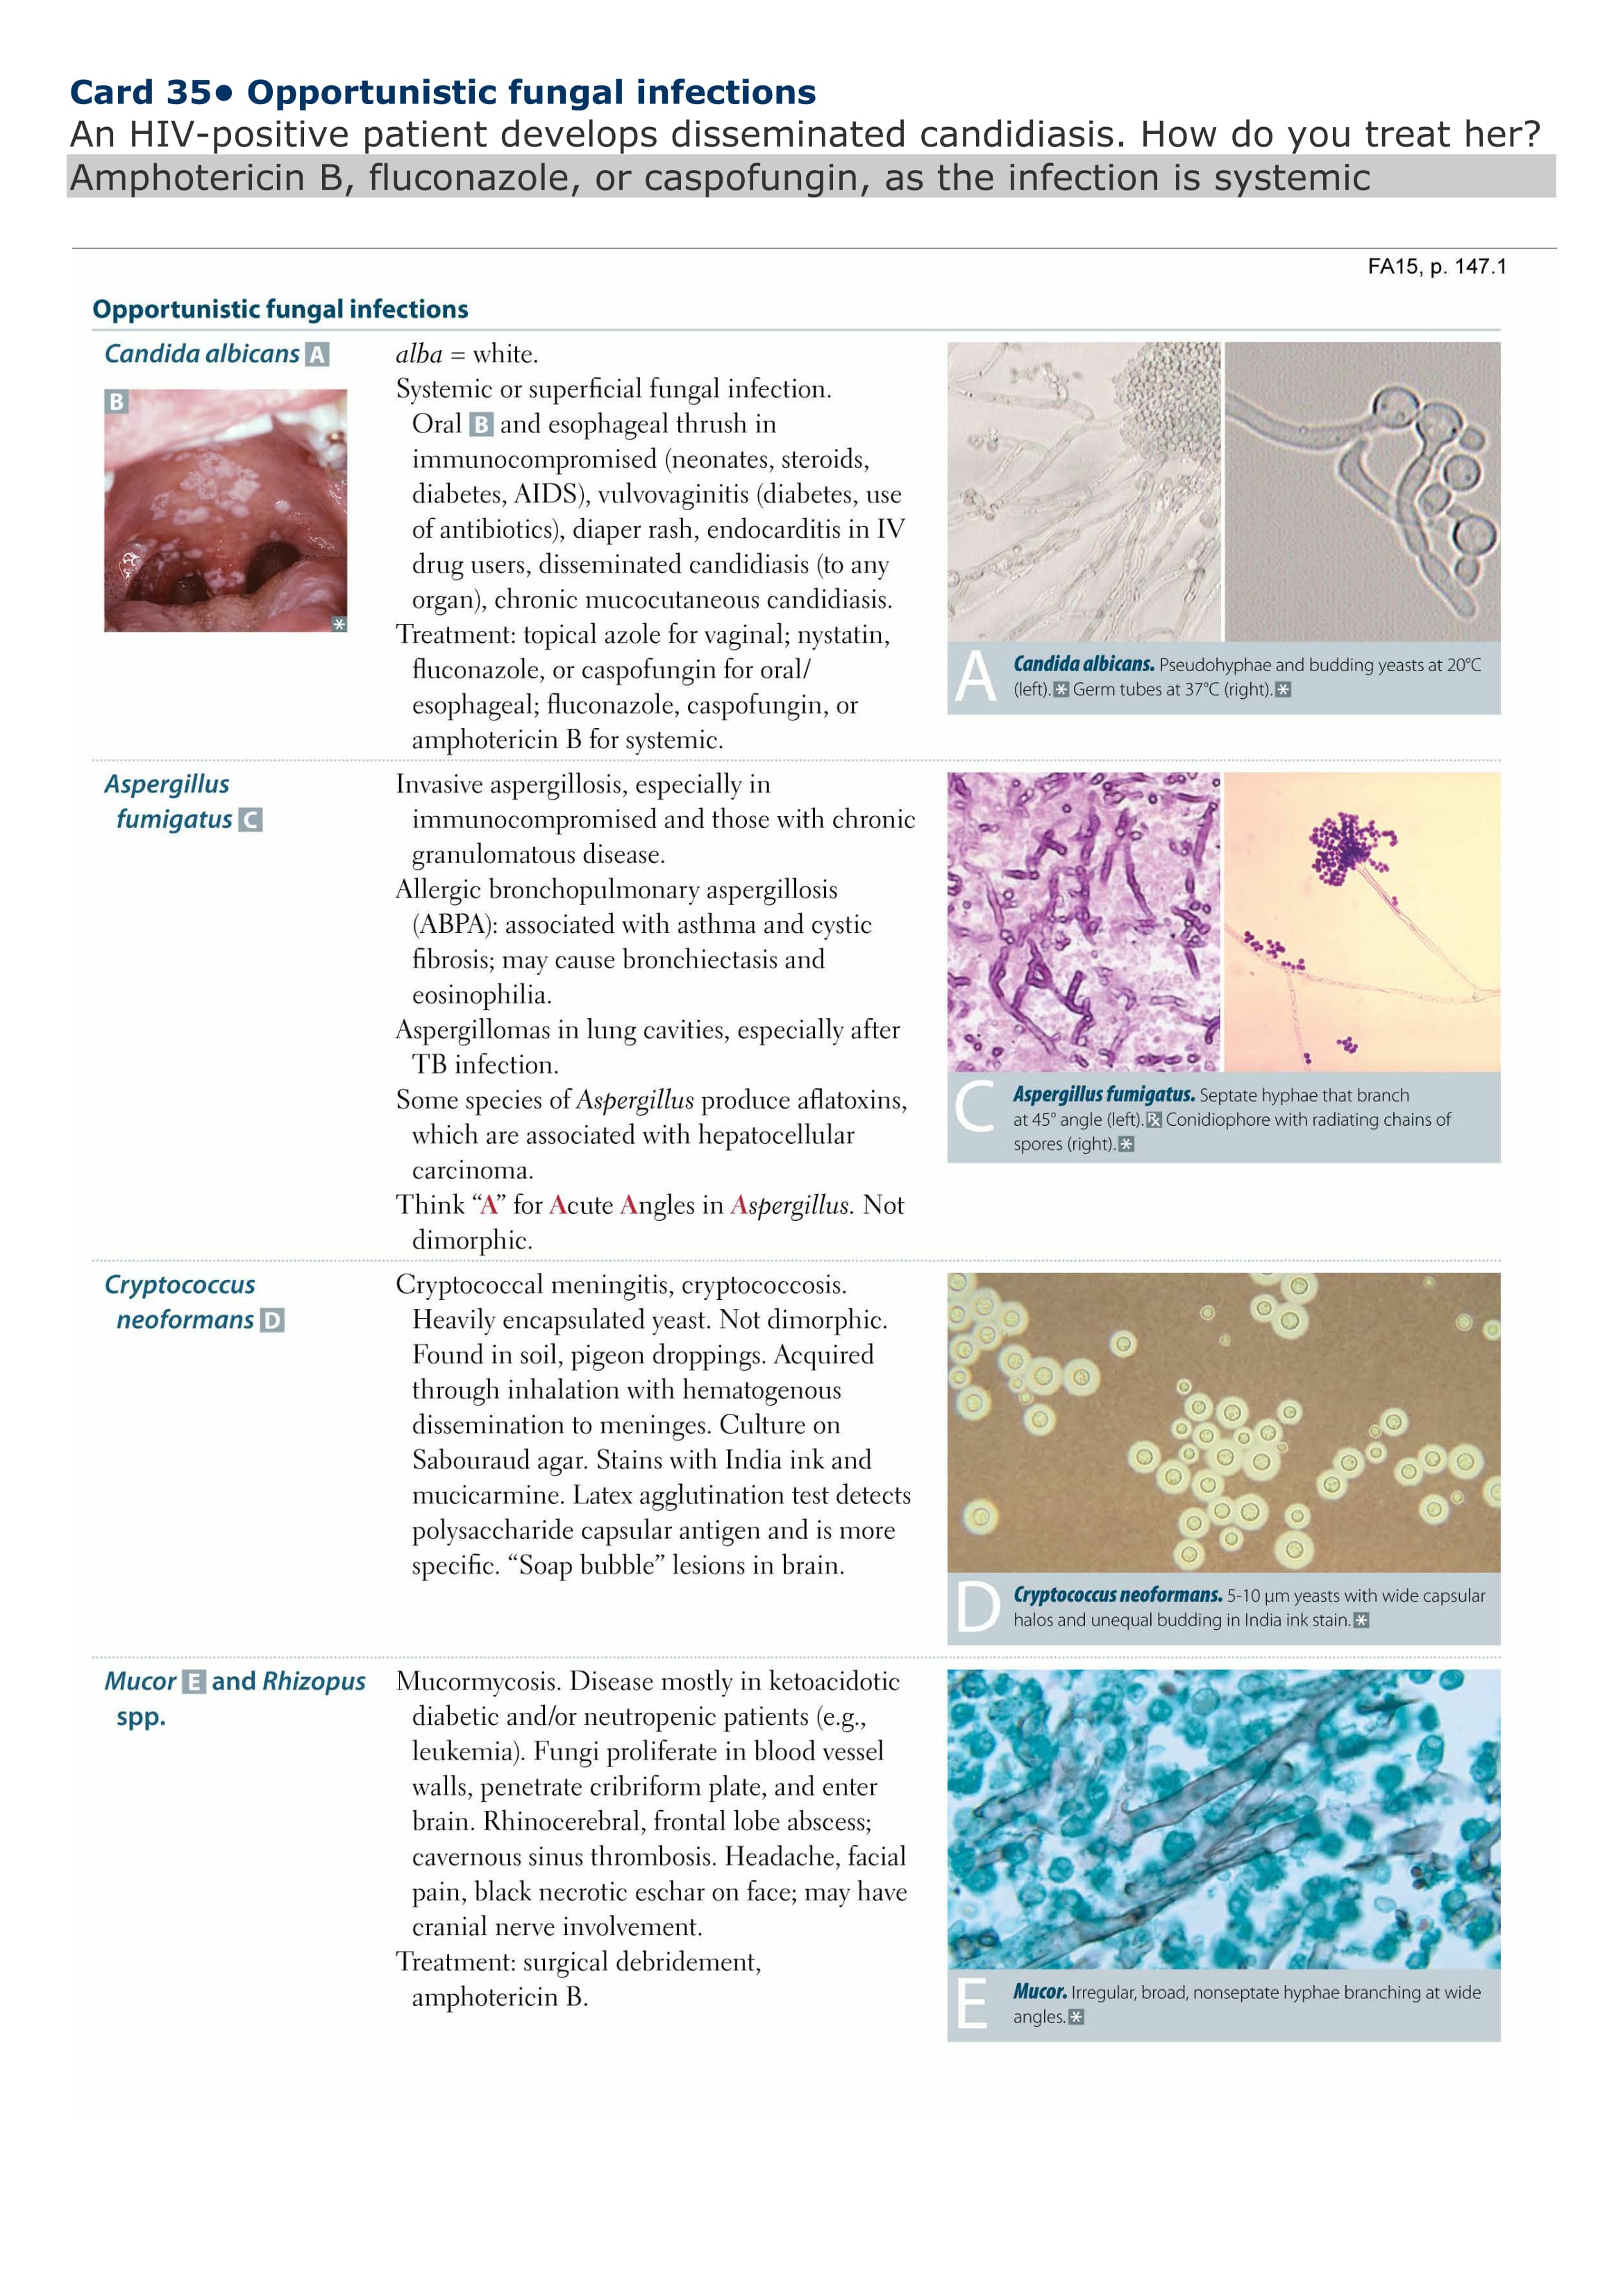 Card 35● Opportunistic fungal infections
An HIV-positive patient develops disseminated candidiasis. How do you treat her?
Amphotericin B, fluconazole, or caspofungin, as the infection is systemic
FA15, p. 147.1
Opportunistic fungal infections
Candida albicans A
B
alba = white.
Systemic or superficial fungal infection.
Oral B and esophageal thrush in
immunocompromised (neonates, steroids,
diabetes, AIDS), vulvovaginitis (diabetes, use
of antibiotics), diaper rash, endocarditis in IV
drug users, disseminated candidiasis (to any
organ), chronic mucocutaneous candidiasis.
Treatment: topical azole for vaginal; nystatin,
fluconazole, or caspofungin for oral/
esophageal; fluconazole, caspofungin, or
amphotericin B for systemic.
A Candida albicans. Pseudohyphae and budding yeasts at 20°C
(left). Germ tubes at 37°C (right).
Aspergillus
fumigatus C
Invasive aspergillosis, especially in
immunocompromised and those with chronic
granulomatous disease.
Allergic bronchopulmonary aspergillosis
(ABPA): associated with asthma and cystic
fibrosis; may cause bronchiectasis and
eosinophilia.
Aspergillomas in lung cavities, especially after
TB infection.
Some species of Aspergillus produce aflatoxins,
which are associated with hepatocellular
carcinoma.
Think “A” for Acute Angles in Aspergillus. Not
dimorphic.
C Aspergillus fumigatus. Septate hyphae that branch
at 45° angle (left). Rx Conidiophore with radiating chains of
spores (right).
Cryptococcus
neoformans D
Cryptococcal meningitis, cryptococcosis.
Heavily encapsulated yeast. Not dimorphic.
Found in soil, pigeon droppings. Acquired
through inhalation with hematogenous
dissemination to meninges. Culture on
Sabouraud agar. Stains with India ink and
mucicarmine. Latex agglutination test detects
polysaccharide capsular antigen and is more
specific. “Soap bubble” lesions in brain.
D Cryptococcus neoformans. 5-10 μm yeasts with wide capsular
halos and unequal budding in India ink stain.
Mucor E and Rhizopus
spp.
Mucormycosis. Disease mostly in ketoacidotic
diabetic and/or neutropenic patients (e.g.,
leukemia). Fungi proliferate in blood vessel
walls, penetrate cribriform plate, and enter
brain. Rhinocerebral, frontal lobe abscess;
cavernous sinus thrombosis. Headache, facial
pain, black necrotic eschar on face; may have
cranial nerve involvement.
Treatment: surgical debridement,
amphotericin B.
E Mucor. Irregular, broad, nonseptate hyphae branching at wide
angles.